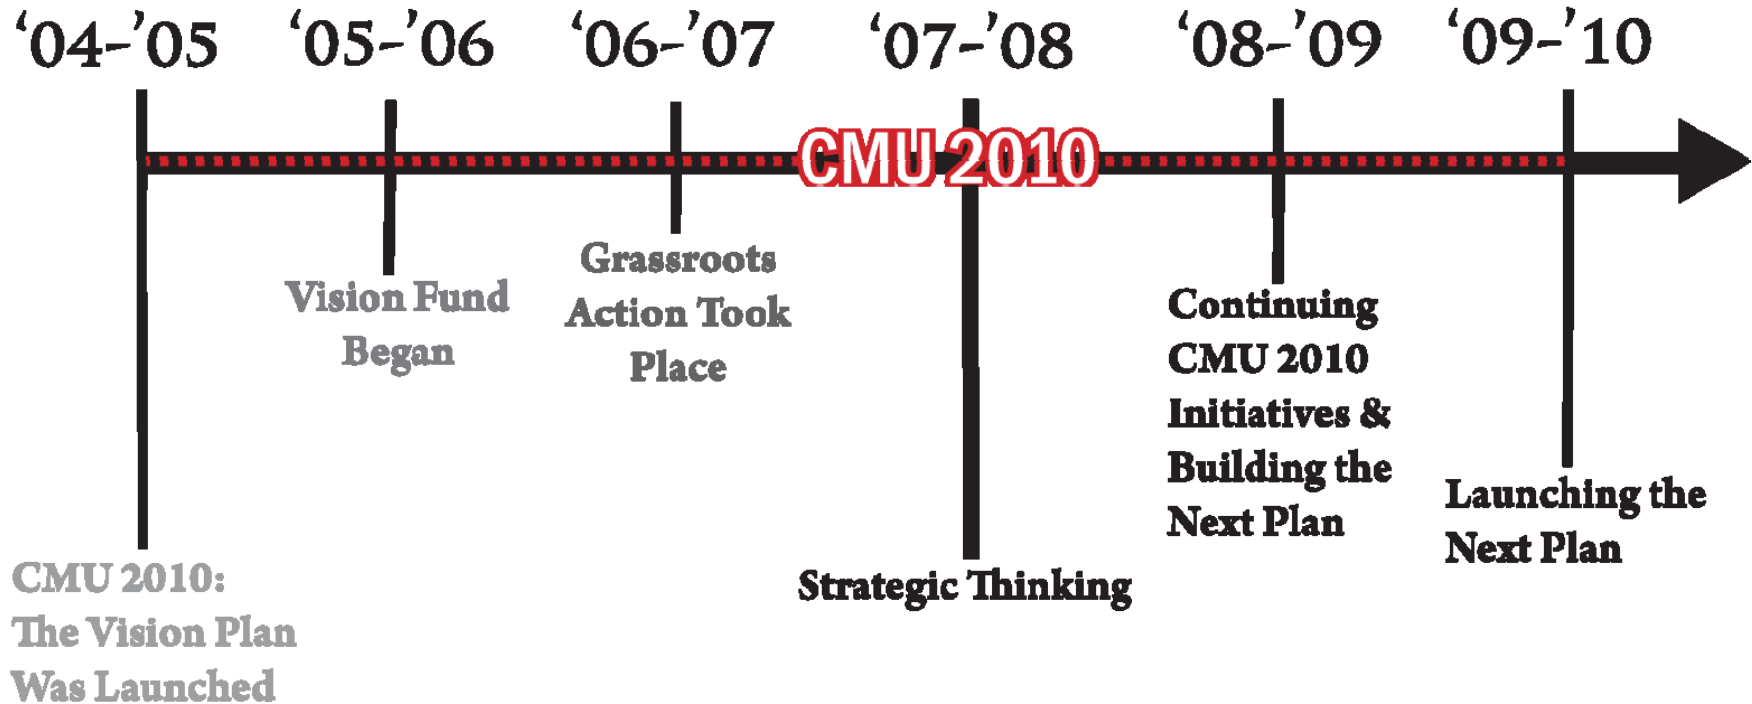 ‘04-’05
‘05-’06
‘06-’07
‘07-’08
‘08-’09
‘09-’10
CMU 2010
CMU 2010:
The Vision Plan
Was Launched
Vision Fund
Began
Grassroots
Action Took
Place
Strategic Thinking
Continuing
CMU 2010
Initiatives &
Building the
Next Plan
Launching the
Next Plan